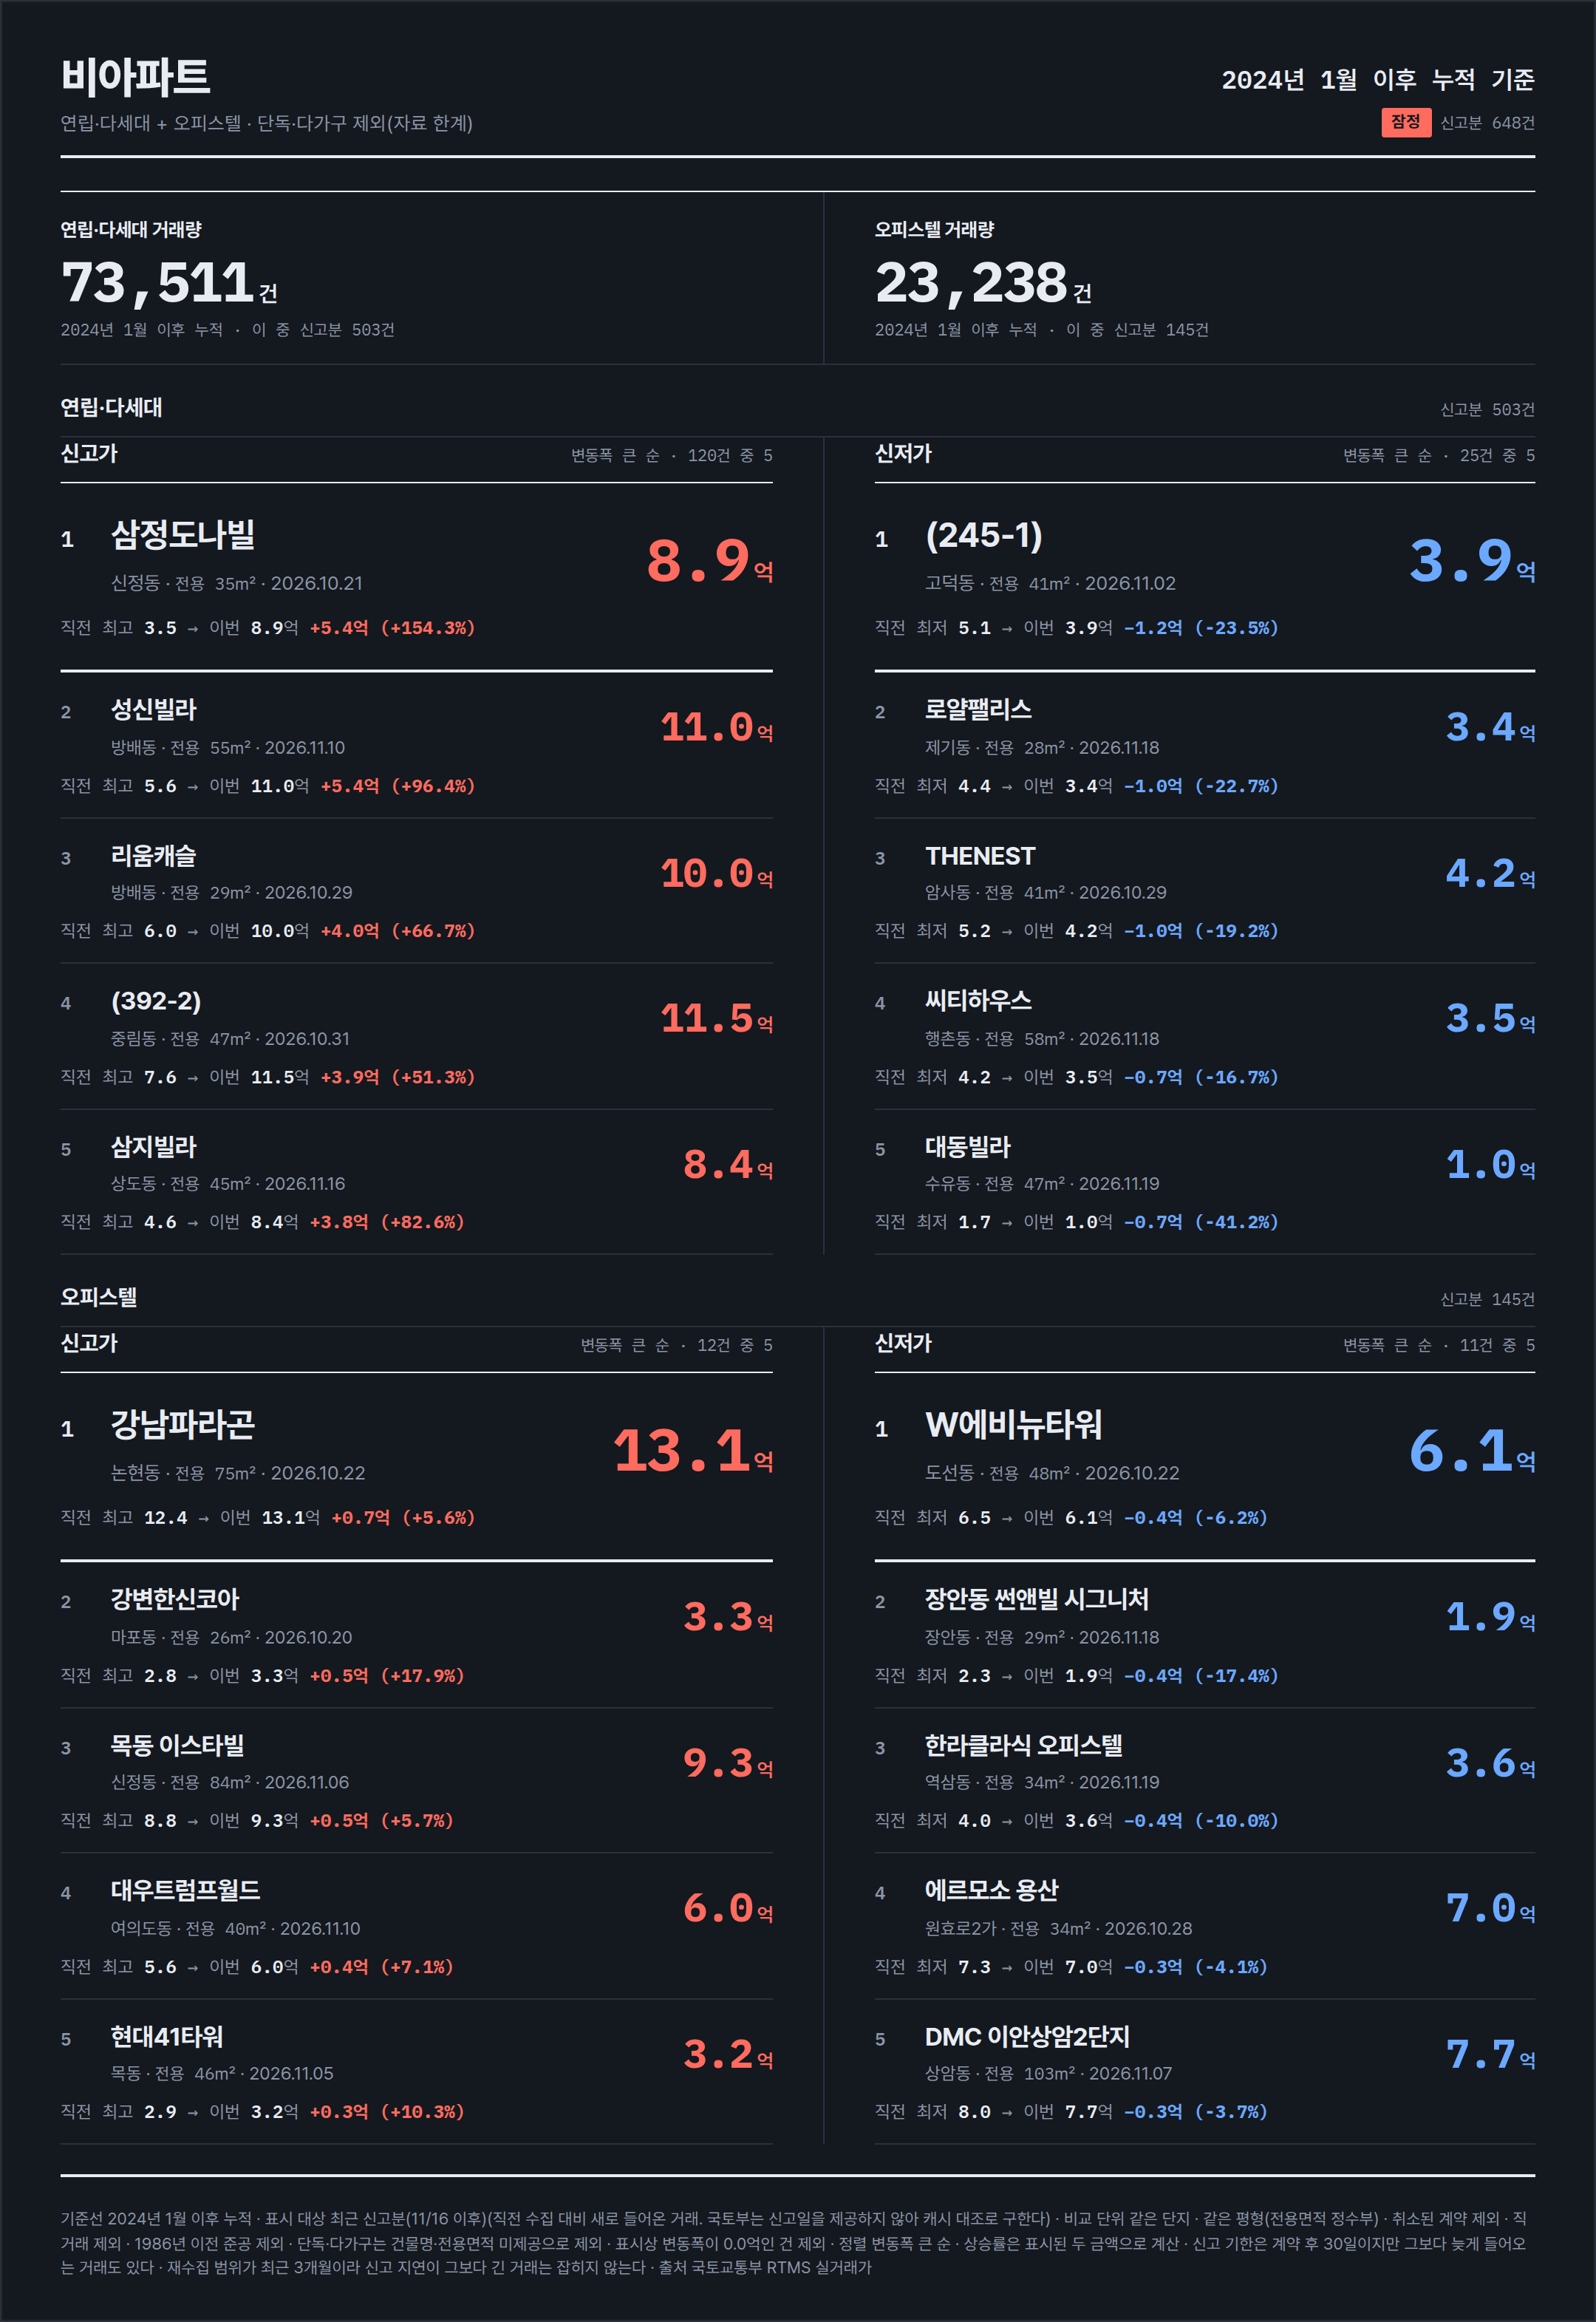 비아파트
2024년 1월 이후 누적 기준
연립·다세대 + 오피스텔 · 단독·다가구 제외(자료 한계)
잠정 신고분 648건
연립·다세대 거래량
73,511건
2024년 1월 이후 누적 · 이 중 신고분 503건
오피스텔 거래량
23,238건
2024년 1월 이후 누적 · 이 중 신고분 145건
연립·다세대
신고분 503건
신고가
변동폭 큰 순 · 120건 중 5
1 삼정도나빌
8.9억
신정동 · 전용 35m² · 2026.10.21
직전 최고 3.5 → 이번 8.9억 +5.4억 (+154.3%)
2 성신빌라
11.0억
방배동 · 전용 55m² · 2026.11.10
직전 최고 5.6 → 이번 11.0억 +5.4억 (+96.4%)
3 리움캐슬
10.0억
방배동 · 전용 29m² · 2026.10.29
직전 최고 6.0 → 이번 10.0억 +4.0억 (+66.7%)
4 (392-2)
11.5억
중림동 · 전용 47m² · 2026.10.31
직전 최고 7.6 → 이번 11.5억 +3.9억 (+51.3%)
5 삼지빌라
8.4억
상도동 · 전용 45m² · 2026.11.16
직전 최고 4.6 → 이번 8.4억 +3.8억 (+82.6%)
신저가
변동폭 큰 순 · 25건 중 5
1 (245-1)
3.9억
고덕동 · 전용 41m² · 2026.11.02
직전 최저 5.1 → 이번 3.9억 −1.2억 (-23.5%)
2 로얄팰리스
3.4억
제기동 · 전용 28m² · 2026.11.18
직전 최저 4.4 → 이번 3.4억 −1.0억 (-22.7%)
3 THENEST
4.2억
암사동 · 전용 41m² · 2026.10.29
직전 최저 5.2 → 이번 4.2억 −1.0억 (-19.2%)
4 씨티하우스
3.5억
행촌동 · 전용 58m² · 2026.11.18
직전 최저 4.2 → 이번 3.5억 −0.7억 (-16.7%)
5 대동빌라
1.0억
수유동 · 전용 47m² · 2026.11.19
직전 최저 1.7 → 이번 1.0억 −0.7억 (-41.2%)
오피스텔
신고분 145건
신고가
변동폭 큰 순 · 12건 중 5
1 강남파라곤
13.1억
논현동 · 전용 75m² · 2026.10.22
직전 최고 12.4 → 이번 13.1억 +0.7억 (+5.6%)
2 강변한신코아
3.3억
마포동 · 전용 26m² · 2026.10.20
직전 최고 2.8 → 이번 3.3억 +0.5억 (+17.9%)
3 목동 이스타빌
9.3억
신정동 · 전용 84m² · 2026.11.06
직전 최고 8.8 → 이번 9.3억 +0.5억 (+5.7%)
4 대우트럼프월드
6.0억
여의도동 · 전용 40m² · 2026.11.10
직전 최고 5.6 → 이번 6.0억 +0.4억 (+7.1%)
5 현대41타워
3.2억
목동 · 전용 46m² · 2026.11.05
직전 최고 2.9 → 이번 3.2억 +0.3억 (+10.3%)
신저가
변동폭 큰 순 · 11건 중 5
1 W에비뉴타워
6.1억
도선동 · 전용 48m² · 2026.10.22
직전 최저 6.5 → 이번 6.1억 −0.4억 (-6.2%)
2 장안동 썬앤빌 시그니처
1.9억
장안동 · 전용 29m² · 2026.11.18
직전 최저 2.3 → 이번 1.9억 −0.4억 (-17.4%)
3 한라클라식 오피스텔
3.6억
역삼동 · 전용 34m² · 2026.11.19
직전 최저 4.0 → 이번 3.6억 −0.4억 (-10.0%)
4 에르모소 용산
7.0억
원효로2가 · 전용 34m² · 2026.10.28
직전 최저 7.3 → 이번 7.0억 −0.3억 (-4.1%)
5 DMC 이안상암2단지
7.7억
상암동 · 전용 103m² · 2026.11.07
직전 최저 8.0 → 이번 7.7억 −0.3억 (-3.7%)
기준선 2024년 1월 이후 누적 · 표시 대상 최근 신고분(11/16 이후)(직전 수집 대비 새로 들어온 거래. 국토부는 신고일을 제공하지 않아 캐시 대조로 구한다) · 비교 단위 같은 단지 · 같은 평형(전용면적 정수부) · 취소된 계약 제외 · 직
거래 제외 · 1986년 이전 준공 제외 · 단독·다가구는 건물명·전용면적 미제공으로 제외 · 표시상 변동폭이 0.0억인 건 제외 · 정렬 변동폭 큰 순 · 상승률은 표시된 두 금액으로 계산 · 신고 기한은 계약 후 30일이지만 그보다 늦게 들어오
는 거래도 있다 · 재수집 범위가 최근 3개월이라 신고 지연이 그보다 긴 거래는 잡히지 않는다 · 출처 국토교통부 RTMS 실거래가